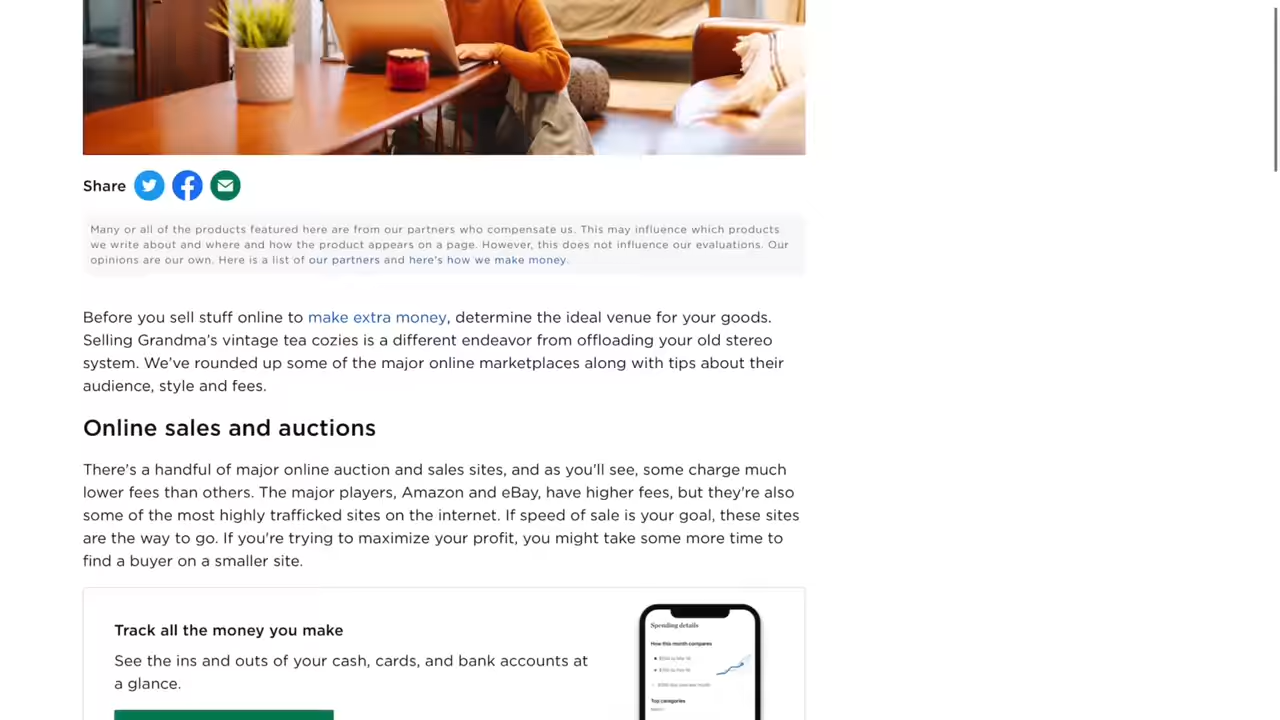 Share
Many or all of the products featured here are from our partners who compensate us. This may influence which products
we write about and where and how the product appears on a page. However, this does not influence our evaluations. Our
opinions are our own. Here is a list of our partners and here's how we make money.
Before you sell stuff online to make extra money, determine the ideal venue for your goods.
Selling Grandma's vintage tea cozies is a different endeavor from offloading your old stereo
system. We've rounded up some of the major online marketplaces along with tips about their
audience, style and fees.
Online sales and auctions
There's a handful of major online auction and sales sites, and as you'll see, some charge much
lower fees than others. The major players, Amazon and eBay, have higher fees, but they're also
some of the most highly trafficked sites on the internet. If speed of sale is your goal, these sites
are the way to go. If you're trying to maximize your profit, you might take some more time to
find a buyer on a smaller site.
Track all the money you make
See the ins and outs of your cash, cards, and bank accounts at
a glance.
Spending details
How this month compares
Top categories